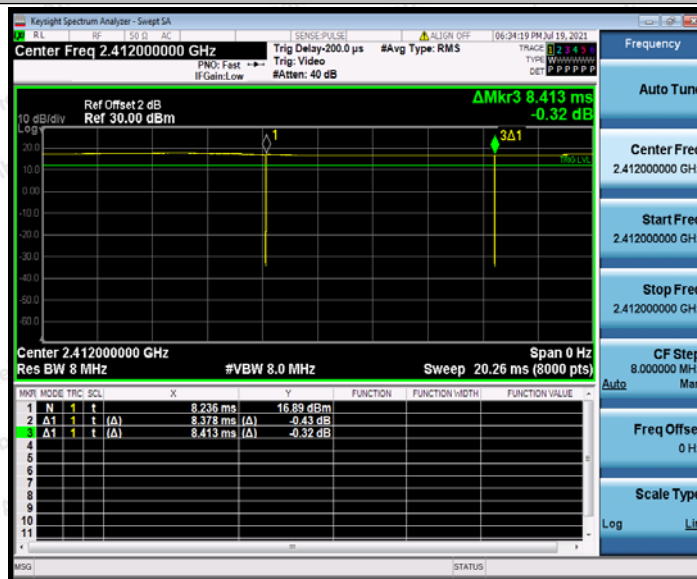 Keysight Spectrum Analyzer - Swept SA
RL RF 50 Ω AC SENSE:PULSE ALIGN OFF 06:34:19 PM Jul 19, 2021
Center Freq 2.412000000 GHz
PNO: Fast
IFGain:Low
Trig Delay-200.0 µs
Trig: Video
#Atten: 40 dB
#Avg Type: RMS
TRACE 1 2 3 4 5 6
TYPE WWWWWW
DET P P P P P P
Ref Offset 2 dB
10 dB/div Ref 30.00 dBm
Log
ΔMkr3 8.413 ms
-0.32 dB
1
3Δ1
TRIG LVL
20.0
10.0
0.00
-10.0
-20.0
-30.0
-40.0
-50.0
-60.0
Center 2.412000000 GHz Span 0 Hz
Res BW 8 MHz #VBW 8.0 MHz Sweep 20.26 ms (8000 pts)
MKR MODE TRC SCL X Y FUNCTION FUNCTION WIDTH FUNCTION VALUE
1 N 1 t 8.236 ms 16.89 dBm
2 Δ1 1 t (Δ) 8.378 ms (Δ) -0.43 dB
3 Δ1 1 t (Δ) 8.413 ms (Δ) -0.32 dB
4
5
6
7
8
9
10
11
MSG STATUS
Frequency
Auto Tune
Center Freq
2.412000000 GH
Start Freq
2.412000000 GH
Stop Freq
2.412000000 GH
CF Step
8.000000 MH
Auto Man
Freq Offse
0 H
Scale Type
Log Lin